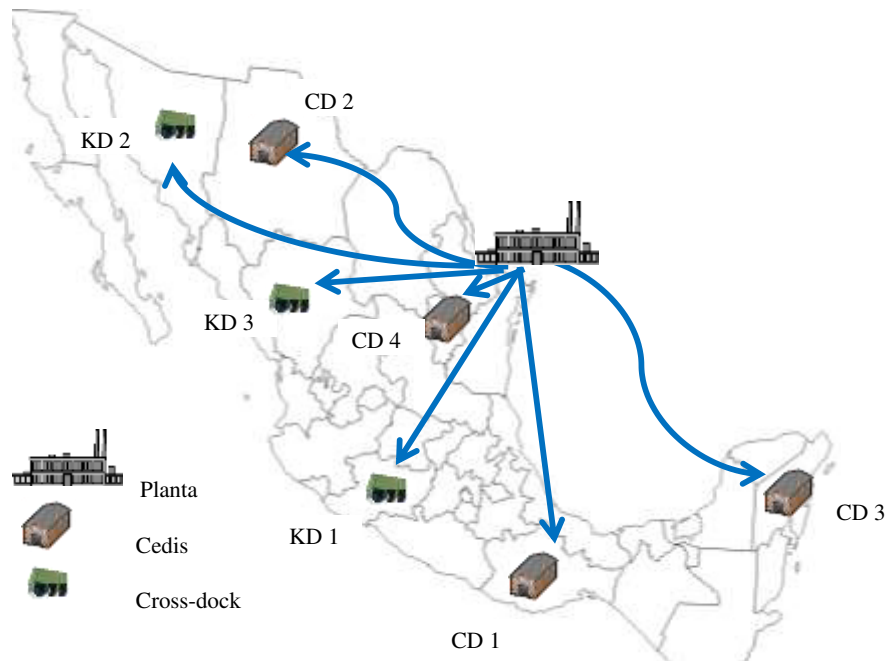 CD 2
KD 2
KD 3
CD 4
Planta
CD 3
KD 1
Cedis
Cross-dock
CD 1